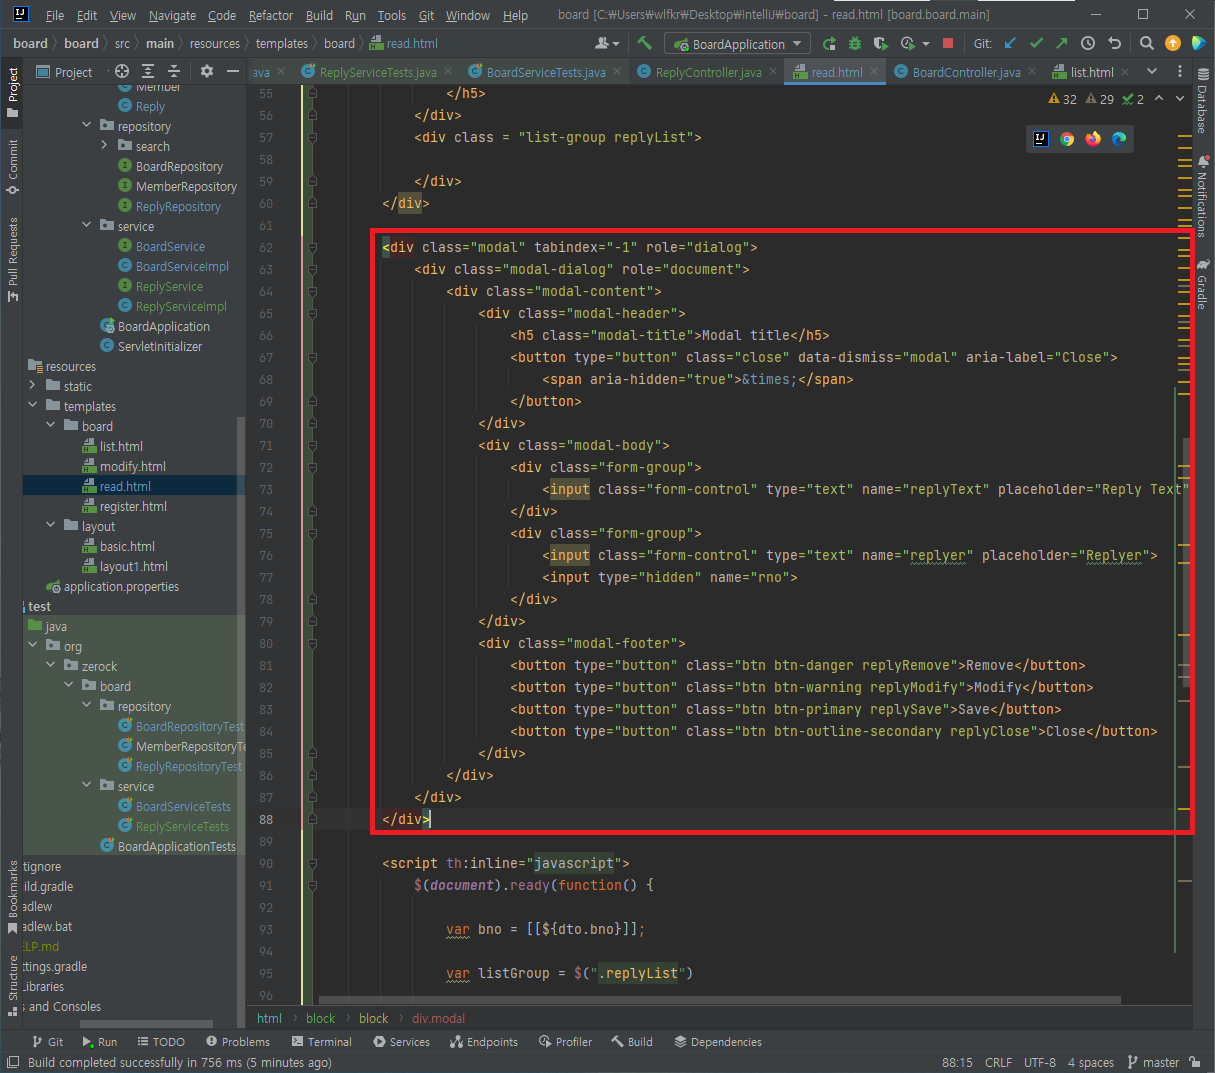 File Edit View Navigate Code Refactor Build Run Tools Git Window Help board [C:₩Users₩wlfkr₩Desktop₩IntelliJ₩board] - read.html [board.board.main]
board board src main resources templates board read.html BoardApplication Git:
Project java ReplyServiceTests.java BoardServiceTests.java ReplyController.java read.html BoardController.java list.html
Project
Commit
Pull Requests
Bookmarks
Structure
Member
Reply
repository
search
BoardRepository
MemberRepository
ReplyRepository
service
BoardService
BoardServiceImpl
ReplyService
ReplyServiceImpl
BoardApplication
ServletInitializer
resources
static
templates
board
list.html
modify.html
read.html
register.html
layout
basic.html
layout1.html
application.properties
test
java
org
zerock
board
repository
BoardRepositoryTest
MemberRepositoryTe
ReplyRepositoryTest
service
BoardServiceTests
ReplyServiceTests
BoardApplicationTests
tignore
ild.gradle
adlew
adlew.bat
ELP.md
ttings.gradle
Libraries
s and Consoles
32 29 2
55 </h5>
56 </div>
57 <div class = "list-group replyList">
58
59 </div>
60 </div>
61
62 <div class="modal" tabindex="-1" role="dialog">
63 <div class="modal-dialog" role="document">
64 <div class="modal-content">
65 <div class="modal-header">
66 <h5 class="modal-title">Modal title</h5>
67 <button type="button" class="close" data-dismiss="modal" aria-label="Close">
68 <span aria-hidden="true">&times;</span>
69 </button>
70 </div>
71 <div class="modal-body">
72 <div class="form-group">
73 <input class="form-control" type="text" name="replyText" placeholder="Reply Text"
74 </div>
75 <div class="form-group">
76 <input class="form-control" type="text" name="replyer" placeholder="Replyer">
77 <input type="hidden" name="rno">
78 </div>
79 </div>
80 <div class="modal-footer">
81 <button type="button" class="btn btn-danger replyRemove">Remove</button>
82 <button type="button" class="btn btn-warning replyModify">Modify</button>
83 <button type="button" class="btn btn-primary replySave">Save</button>
84 <button type="button" class="btn btn-outline-secondary replyClose">Close</button>
85 </div>
86 </div>
87 </div>
88 </div>
89
90 <script th:inline="javascript">
91 $(document).ready(function() {
92
93 var bno = [[${dto.bno}]];
94
95 var listGroup = $(".replyList")
96
Database
Notifications
Gradle
html block block div.modal
Git Run TODO Problems Terminal Services Endpoints Profiler Build Dependencies
Build completed successfully in 756 ms (5 minutes ago) 88:15 CRLF UTF-8 4 spaces master